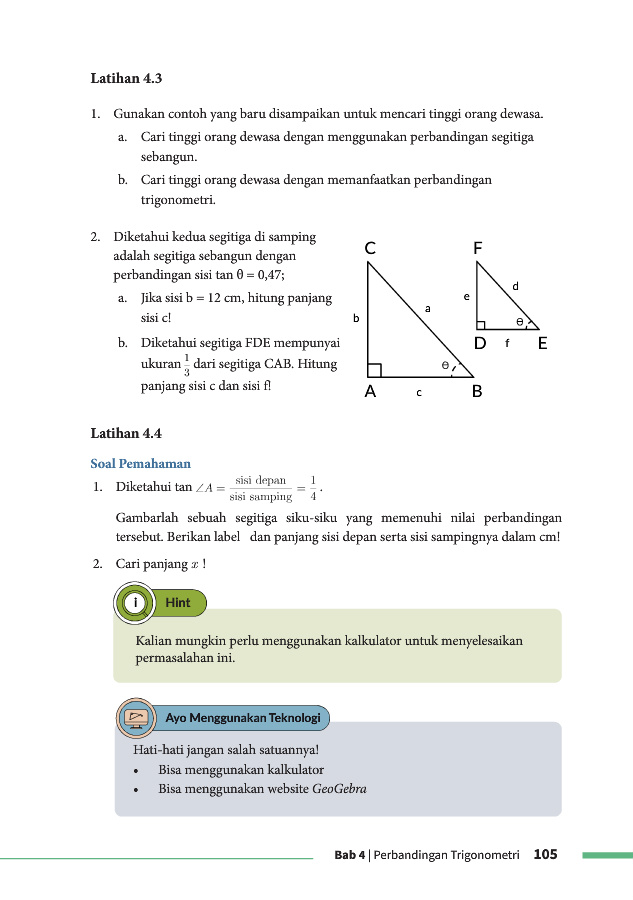 Latihan 4.3
1. Gunakan contoh yang baru disampaikan untuk mencari tinggi orang dewasa.
a. Cari tinggi orang dewasa dengan menggunakan perbandingan segitiga
sebangun.
b. Cari tinggi orang dewasa dengan memanfaatkan perbandingan
trigonometri.
2. Diketahui kedua segitiga di samping
adalah segitiga sebangun dengan
perbandingan sisi tan θ = 0,47;
a. Jika sisi b = 12 cm, hitung panjang
sisi c!
b. Diketahui segitiga FDE mempunyai
ukuran 1/3 dari segitiga CAB. Hitung
panjang sisi c dan sisi f!
C
b
a
θ
A
c
B
F
e
d
θ
D
f
E
Latihan 4.4
Soal Pemahaman
1. Diketahui tan ∠A = sisi depan/sisi samping = 1/4 .
Gambarlah sebuah segitiga siku-siku yang memenuhi nilai perbandingan
tersebut. Berikan label dan panjang sisi depan serta sisi sampingnya dalam cm!
2. Cari panjang x !
i
Hint
Kalian mungkin perlu menggunakan kalkulator untuk menyelesaikan
permasalahan ini.
Ayo Menggunakan Teknologi
Hati-hati jangan salah satuannya!
• Bisa menggunakan kalkulator
• Bisa menggunakan website GeoGebra
Bab 4 | Perbandingan Trigonometri 105